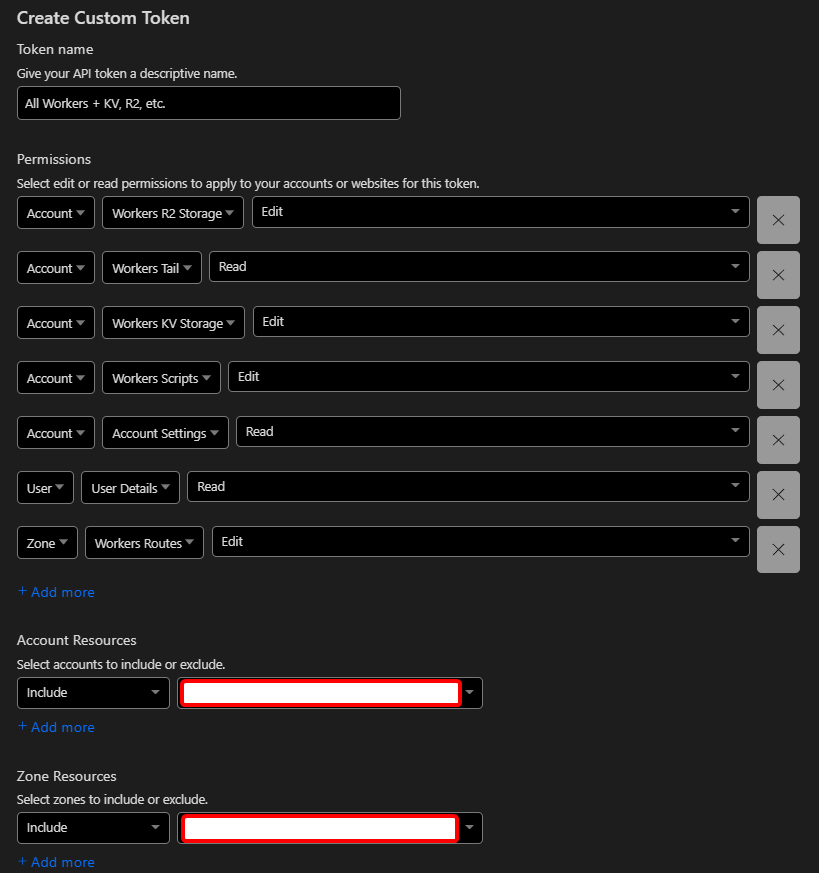 Create Custom Token
Token name
Give your API token a descriptive name.
All Workers + KV, R2, etc.
Permissions
Select edit or read permissions to apply to your accounts or websites for this token.
Account Workers R2 Storage Edit
Account Workers Tail Read
Account Workers KV Storage Edit
Account Workers Scripts Edit
Account Account Settings Read
User User Details Read
Zone Workers Routes Edit
+ Add more
Account Resources
Select accounts to include or exclude.
Include
+ Add more
Zone Resources
Select zones to include or exclude.
Include
+ Add more